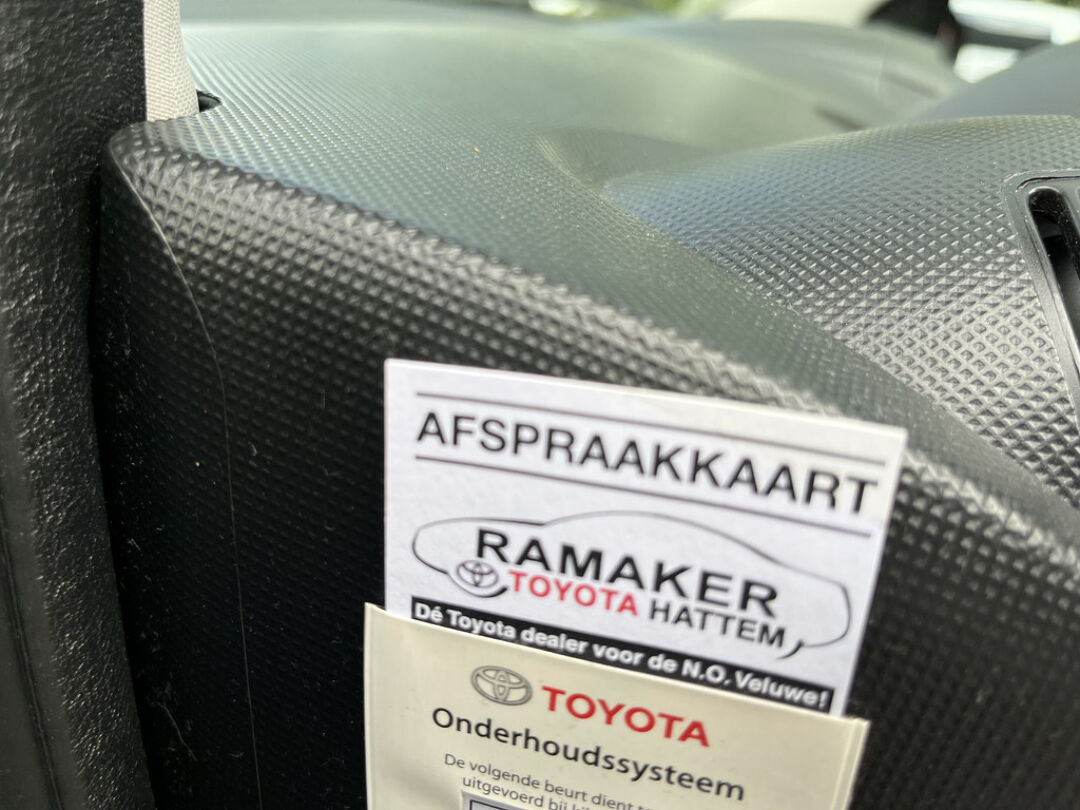 AFSPRAAKKAART
RAMAKER
TOYOTA HATTEM
Dé Toyota dealer voor de N.O. Veluwe!
TOYOTA
Onderhoudssysteem
De volgende beurt dient
uitgevoerd bij